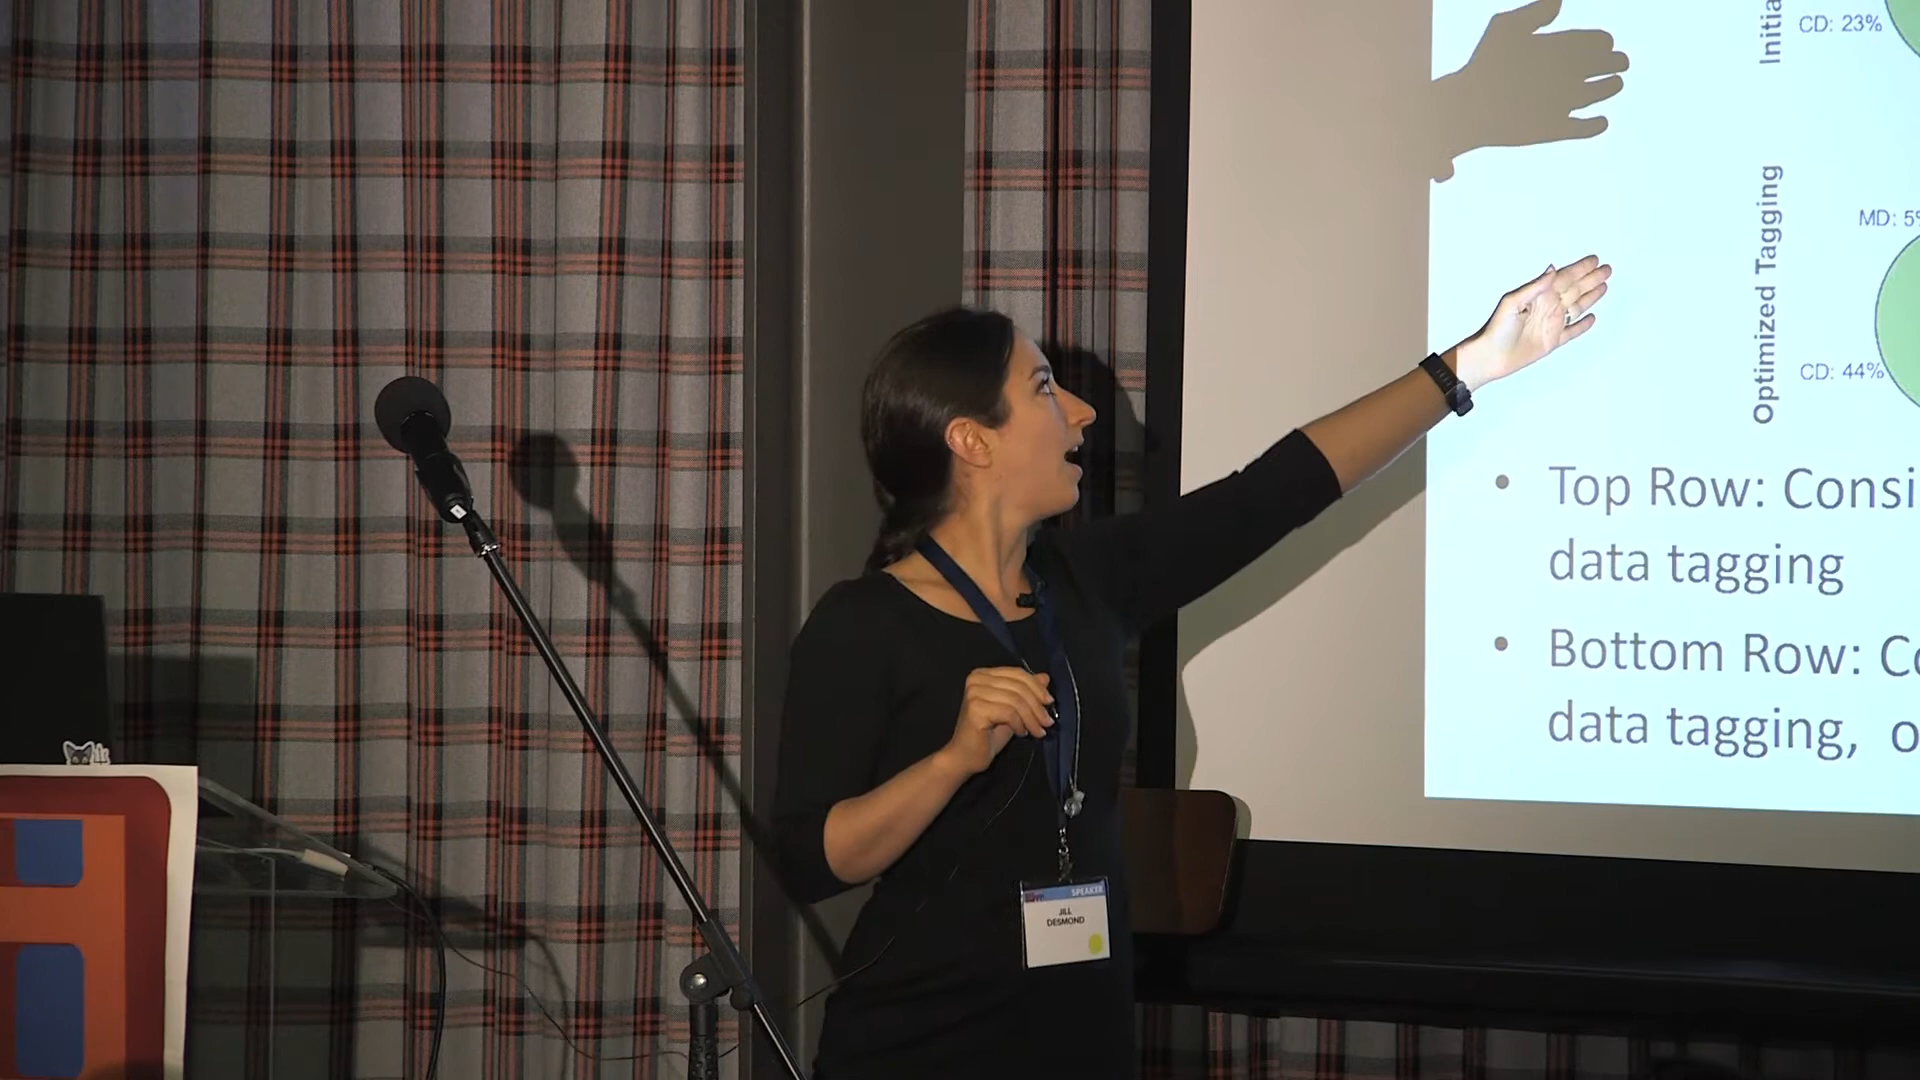 Initia
CD: 23%
Optimized Tagging
MD: 5%
CD: 44%
• Top Row: Consi
data tagging
• Bottom Row: Co
data tagging, o
SPEAKER
JILL
DESMOND